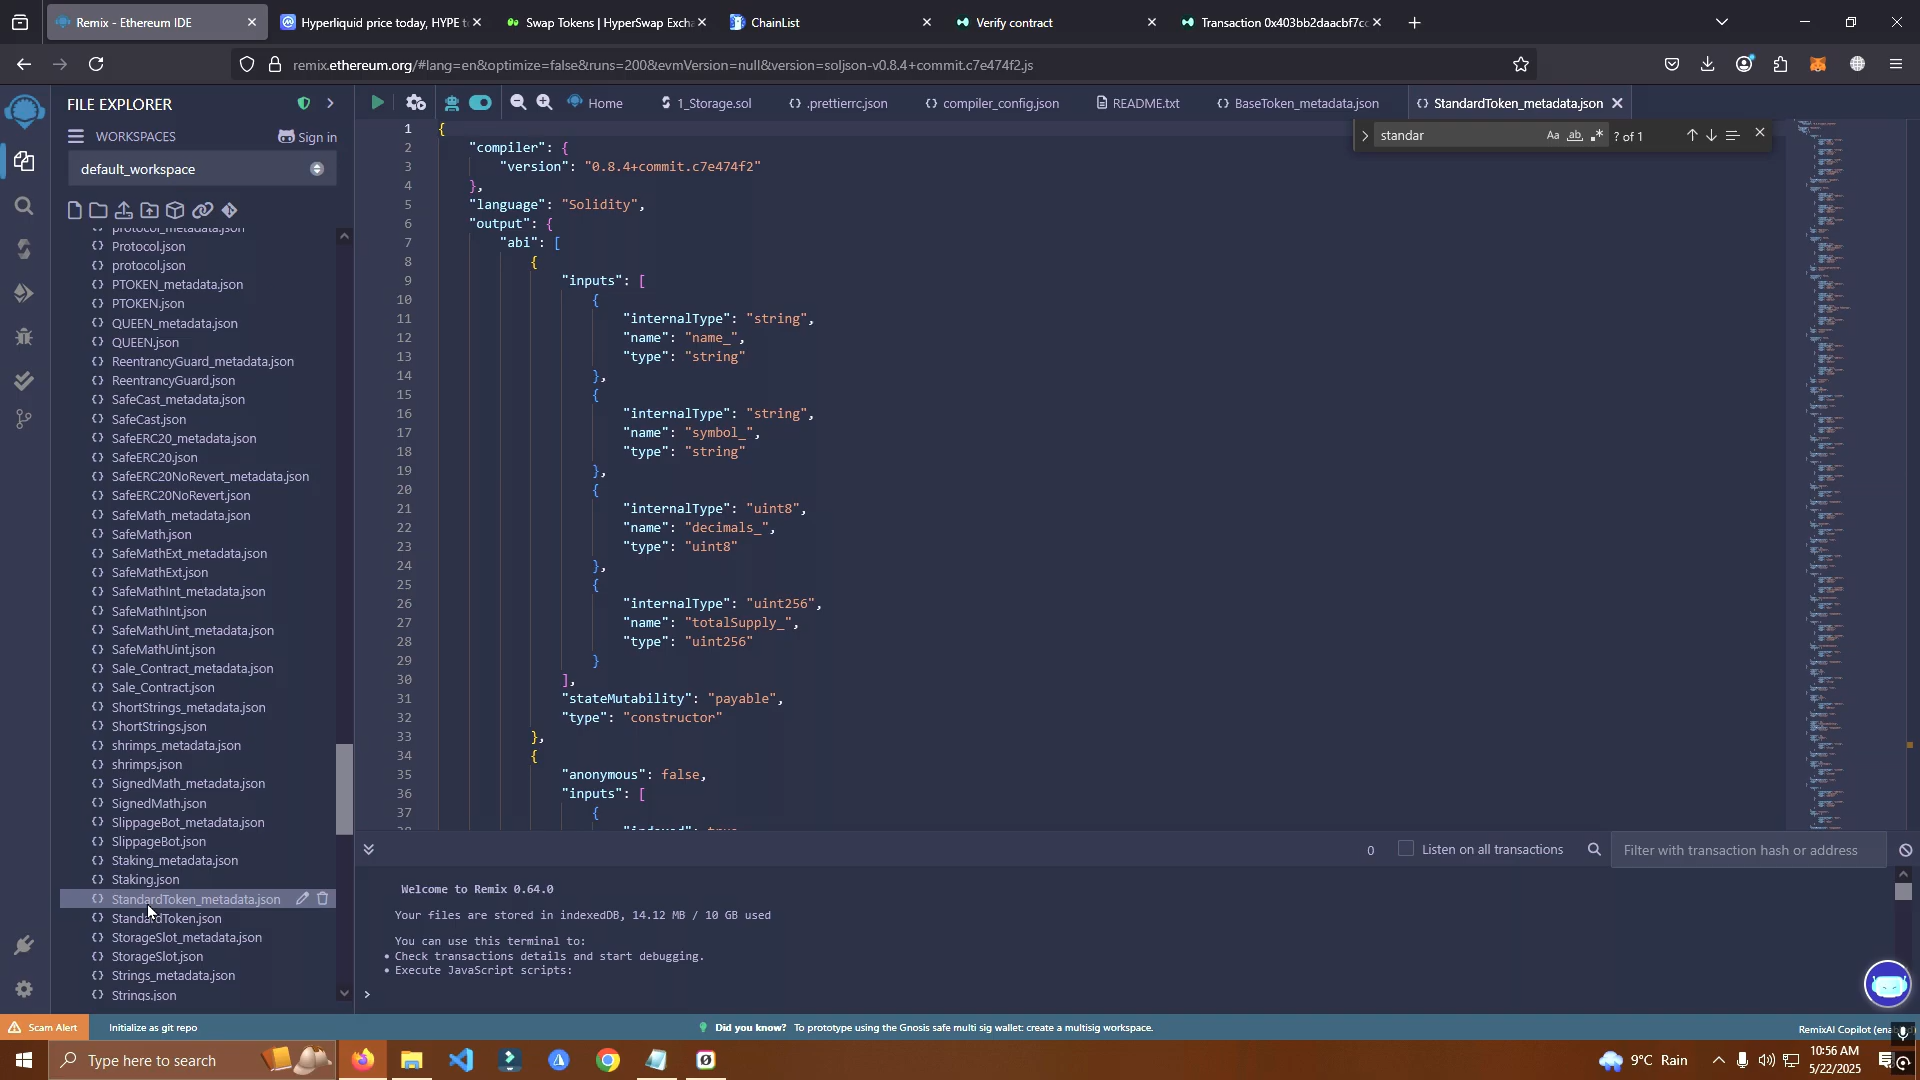 Remix - Ethereum IDE
Hyperliquid price today, HYPE t
Swap Tokens | HyperSwap Excha
ChainList
Verify contract
Transaction 0x403bb2daacbf7cc
remix.ethereum.org/#lang=en&optimize=false&runs=200&evmVersion=null&version=soljson-v0.8.4+commit.c7e474f2.js
FILE EXPLORER
Home
1_Storage.sol
.prettierrc.json
compiler_config.json
README.txt
BaseToken_metadata.json
StandardToken_metadata.json
WORKSPACES
Sign in
default_workspace
standar
Aa
ab
? of 1
protocol_metadata.json
Protocol.json
protocol.json
PTOKEN_metadata.json
PTOKEN.json
QUEEN_metadata.json
QUEEN.json
ReentrancyGuard_metadata.json
ReentrancyGuard.json
SafeCast_metadata.json
SafeCast.json
SafeERC20_metadata.json
SafeERC20.json
SafeERC20NoRevert_metadata.json
SafeERC20NoRevert.json
SafeMath_metadata.json
SafeMath.json
SafeMathExt_metadata.json
SafeMathExt.json
SafeMathInt_metadata.json
SafeMathInt.json
SafeMathUint_metadata.json
SafeMathUint.json
Sale_Contract_metadata.json
Sale_Contract.json
ShortStrings_metadata.json
ShortStrings.json
shrimps_metadata.json
shrimps.json
SignedMath_metadata.json
SignedMath.json
SlippageBot_metadata.json
SlippageBot.json
Staking_metadata.json
Staking.json
StandardToken_metadata.json
StandardToken.json
StorageSlot_metadata.json
StorageSlot.json
Strings_metadata.json
Strings.json
1 {
2 "compiler": {
3 "version": "0.8.4+commit.c7e474f2"
4 },
5 "language": "Solidity",
6 "output": {
7 "abi": [
8 {
9 "inputs": [
10 {
11 "internalType": "string",
12 "name": "name_",
13 "type": "string"
14 },
15 {
16 "internalType": "string",
17 "name": "symbol_",
18 "type": "string"
19 },
20 {
21 "internalType": "uint8",
22 "name": "decimals_",
23 "type": "uint8"
24 },
25 {
26 "internalType": "uint256",
27 "name": "totalSupply_",
28 "type": "uint256"
29 }
30 ],
31 "stateMutability": "payable",
32 "type": "constructor"
33 },
34 {
35 "anonymous": false,
36 "inputs": [
37 {
38 "indexed": true,
0
Listen on all transactions
Filter with transaction hash or address
Welcome to Remix 0.64.0
Your files are stored in indexedDB, 14.12 MB / 10 GB used
You can use this terminal to:
• Check transactions details and start debugging.
• Execute JavaScript scripts:
>
Scam Alert
Initialize as git repo
Did you know? To prototype using the Gnosis safe multi sig wallet: create a multisig workspace.
RemixAI Copilot (ena
Type here to search
9°C Rain
10:56 AM
5/22/2025